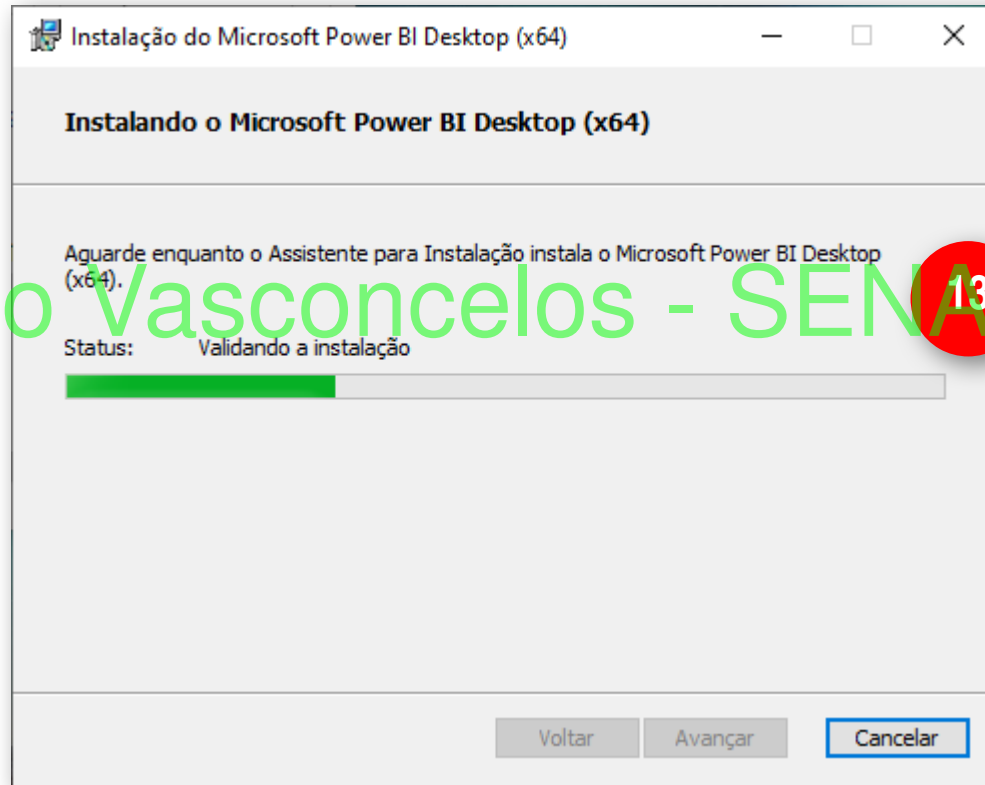 Instalação do Microsoft Power BI Desktop (x64)
Instalando o Microsoft Power BI Desktop (x64)
Aguarde enquanto o Assistente para Instalação instala o Microsoft Power BI Desktop
(x64).
o Vasconcelos - SENA
13
Status: Validando a instalação
Voltar Avançar Cancelar